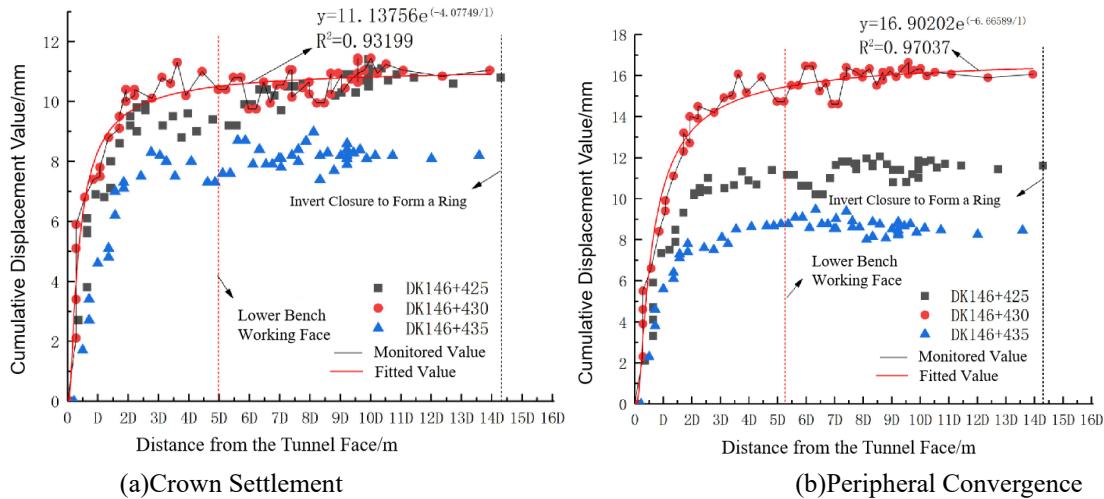 y=11.13756e^(-4.07749/1)
R²=0.93199
12
10
8
6
4
2
0
Cumulative Displacement Value/mm
Invert Closure to Form a Ring
Lower Bench
Working Face
DK146+425
DK146+430
DK146+435
Monitored Value
Fitted Value
0 D 2D 3D 4D 5D 6D 7D 8D 9D 10D 11D 12D 13D 14D 15D 16D
Distance from the Tunnel Face/m
(a)Crown Settlement
y=16.90202e^(-6.66589/1)
R²=0.97037
18
16
14
12
10
8
6
4
2
0
Cumulative Displacement Value/mm
Invert Closure to Form a Ring
Lower Bench
Working Face
DK146+425
DK146+430
DK146+435
Monitored Value
Fitted Value
0 D 2D 3D 4D 5D 6D 7D 8D 9D 10D 11D 12D 13D 14D 15D 16D
Distance from the Tunnel Face/m
(b)Peripheral Convergence